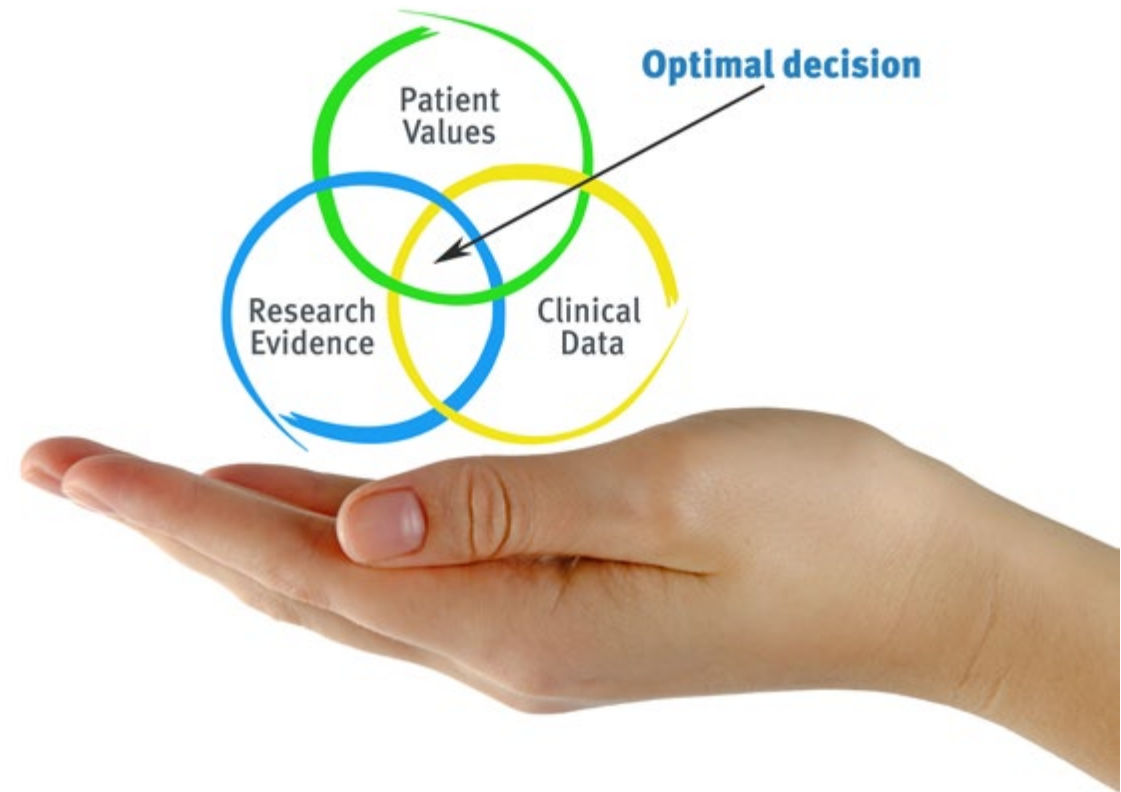 Optimal decision
Patient
Values
Research
Evidence
Clinical
Data